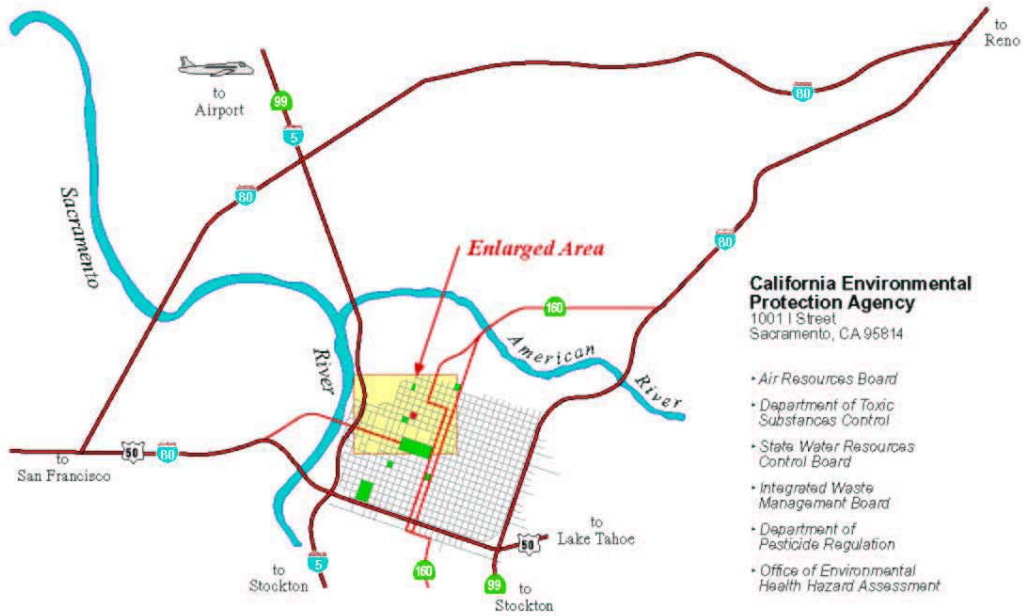 to
Reno
to
Airport
99
5
80
80
Sacramento
80
Enlarged Area
160
American
River
River
California Environmental
Protection Agency
1001 I Street
Sacramento, CA 95814
• Air Resources Board
• Department of Toxic
Substances Control
• State Water Resources
Control Board
• Integrated Waste
Management Board
• Department of
Pesticide Regulation
• Office of Environmental
Health Hazard Assessment
50
80
to
San Francisco
to
Lake Tahoe
50
5
to
Stockton
160
99
to
Stockton